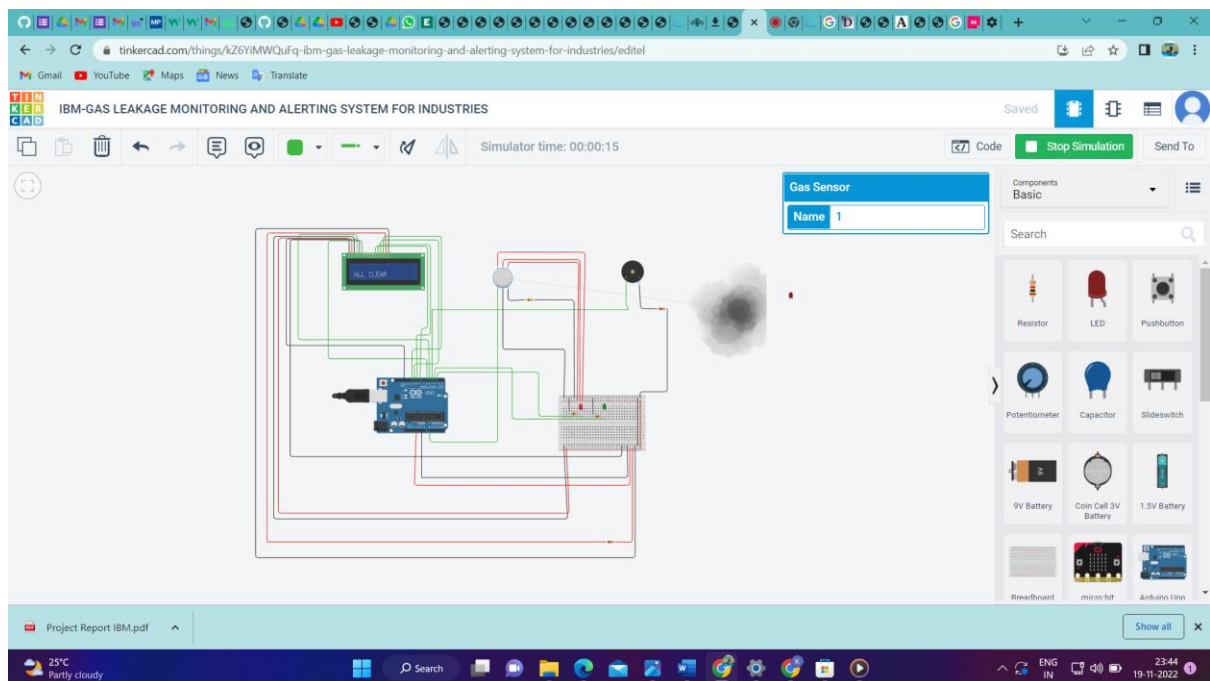 tinkercad.com/things/kZ6YiMWQuFq-ibm-gas-leakage-monitoring-and-alerting-system-for-industries/editel
Gmail YouTube Maps News Translate
TIN
KER
CAD
IBM-GAS LEAKAGE MONITORING AND ALERTING SYSTEM FOR INDUSTRIES
Saved
Simulator time: 00:00:15
Code
Stop Simulation
Send To
Gas Sensor
Name 1
Components
Basic
Search
ALL CLEAR
Resistor LED Pushbutton
Potentiometer Capacitor Slideswitch
9V Battery Coin Cell 3V Battery 1.5V Battery
Breadboard micro:bit Arduino Uno
Project Report IBM.pdf
Show all
25°C
Partly cloudy
Search
ENG
IN
23:44
19-11-2022
1